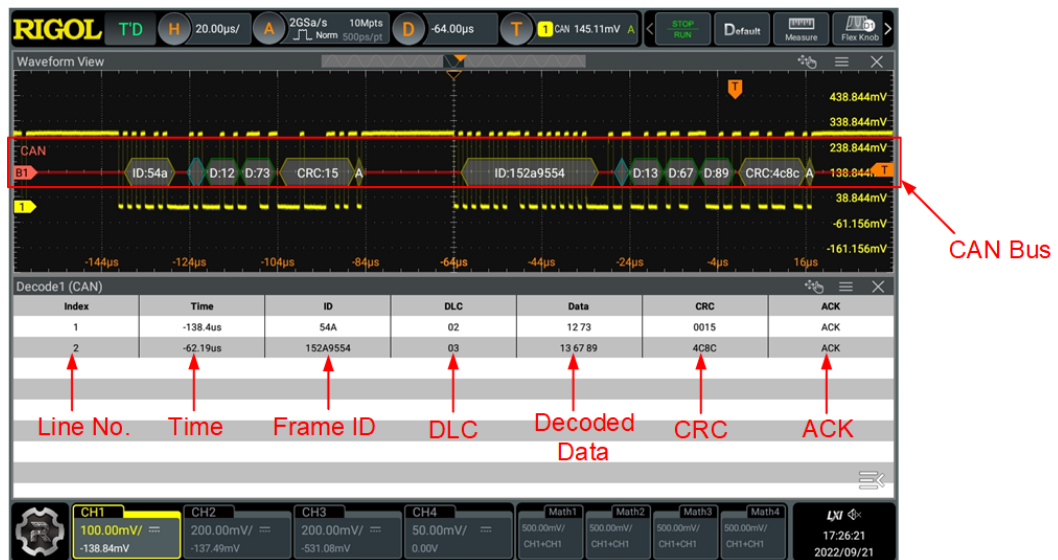 RIGOL T'D H 20.00µs/ A 2GSa/s 10Mpts Norm 500ps/pt D -64.00µs T 1 CAN 145.11mV A < STOP RUN Default Measure Flex Knob >
Waveform View
T
438.844mV
338.844mV
CAN 238.844mV
B1 ID:54a D:12 D:73 CRC:15 A ID:152a9554 D:13 D:67 D:89 CRC:4c8c A 138.844 T
1 38.844mV
-61.156mV
CAN Bus
-161.156mV
-144µs -124µs -104µs -84µs -64µs -44µs -24µs -4µs 16µs
Decode1 (CAN)
Index Time ID DLC Data CRC ACK
1 -138.4us 54A 02 12 73 0015 ACK
2 -62.19us 152A9554 03 13 67 89 4C8C ACK
Line No. Time Frame ID DLC Decoded Data CRC ACK
CH1 CH2 CH3 CH4 Math1 Math2 Math3 Math4 LXI
100.00mV/ 200.00mV/ 200.00mV/ 50.00mV/ 500.00mV/ 500.00mV/ 500.00mV/ 500.00mV/ 17:26:21
-138.84mV -137.49mV -531.08mV 0.00V CH1+CH1 CH1+CH1 CH1+CH1 CH1+CH1 2022/09/21